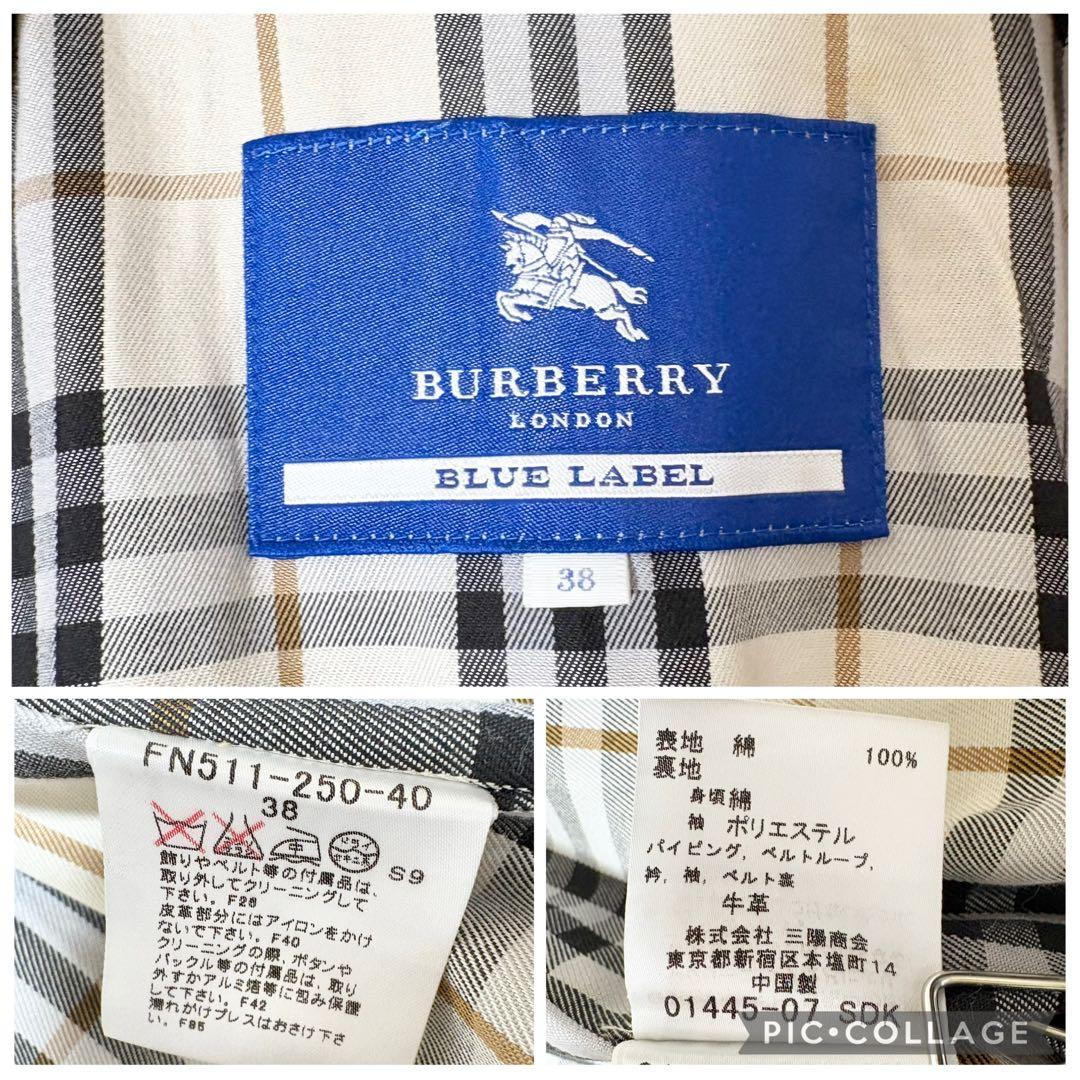 BURBERRY
LONDON
BLUE LABEL
38
FN511-250-40
38
ドライ
セキユ系
S9
飾りやベルト等の付属品は、
取り外してクリーニングして
下さい。F26
皮革部分にはアイロンをかけ
ないで下さい。F40
クリーニングの際、ボタンや
バックル等の付属品は、取り
外すかアルミ箔等に包み保護
して下さい。F42
濡れがけプレスはおさけ下さ
い。F85
表地 綿 100%
裏地
身頃 綿
袖 ポリエステル
パイピング、ベルトループ、
衿、袖、ベルト裏
牛革
株式会社 三陽商会
東京都新宿区本塩町14
中国製
01445-07 SDK
PIC•COLLAGE